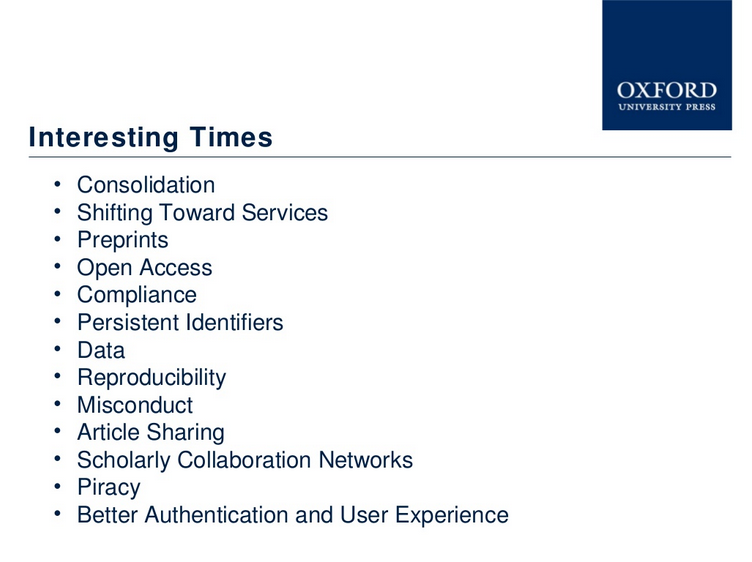 OXFORD
UNIVERSITY PRESS
Interesting Times
• Consolidation
• Shifting Toward Services
• Preprints
• Open Access
• Compliance
• Persistent Identifiers
• Data
• Reproducibility
• Misconduct
• Article Sharing
• Scholarly Collaboration Networks
• Piracy
• Better Authentication and User Experience